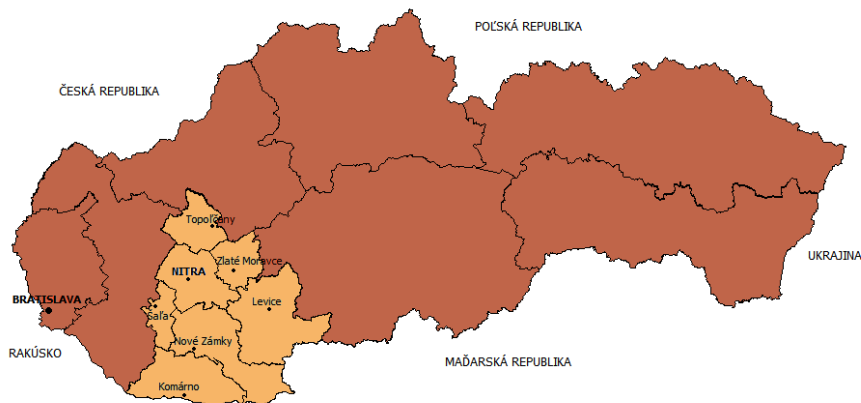 POĽSKÁ REPUBLIKA
ČESKÁ REPUBLIKA
Topoľčany
Zlaté Moravce
NITRA
UKRAJINA
BRATISLAVA
Levice
Šaľa
Nové Zámky
RAKÚSKO
MAĎARSKÁ REPUBLIKA
Komárno